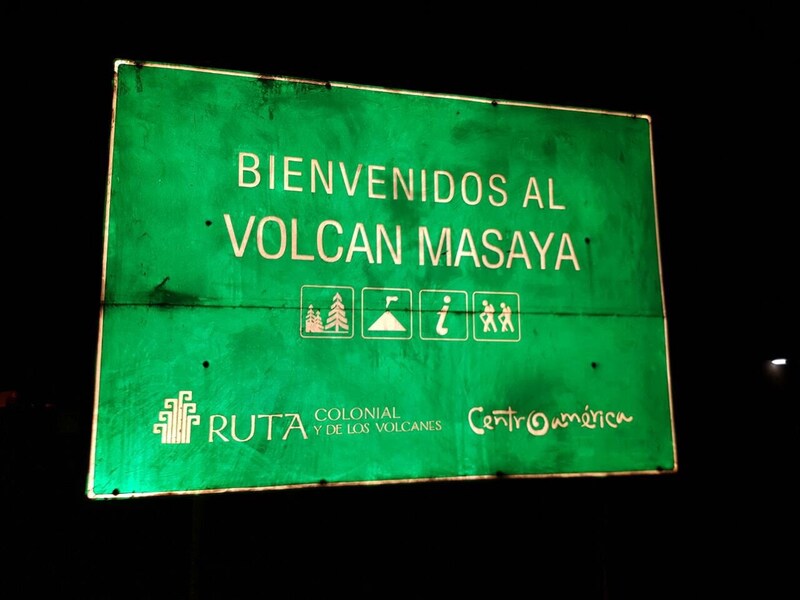 BIENVENIDOS AL
VOLCAN MASAYA
i
RUTA COLONIAL
Y DE LOS VOLCANES
Centroamérica